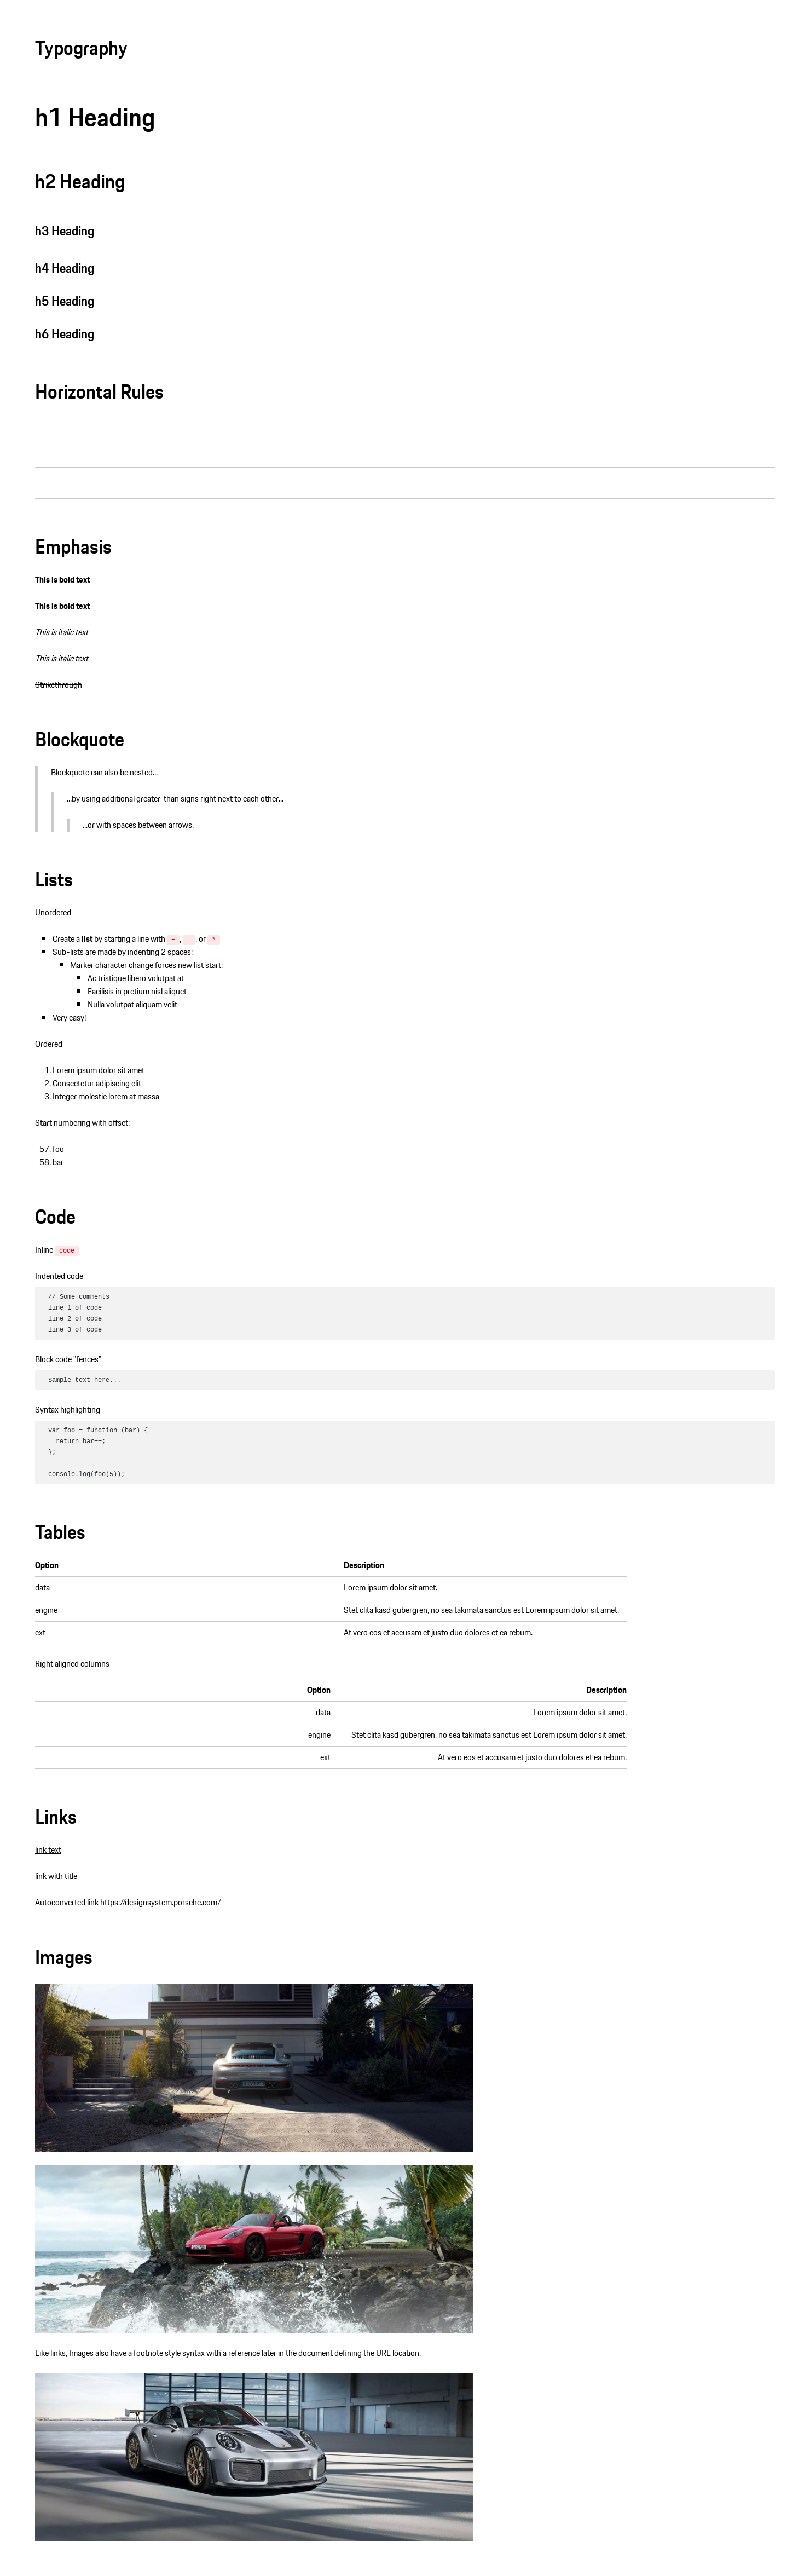 Typography
h1 Heading
h2 Heading
h3 Heading
h4 Heading
h5 Heading
h6 Heading
Horizontal Rules
Emphasis
This is bold text
This is bold text
This is italic text
This is italic text
Strikethrough
Blockquote
Blockquote can also be nested...
...by using additional greater-than signs right next to each other...
...or with spaces between arrows.
Lists
Unordered
Create a list by starting a line with + , - , or *
Sub-lists are made by indenting 2 spaces:
Marker character change forces new list start:
Ac tristique libero volutpat at
Facilisis in pretium nisl aliquet
Nulla volutpat aliquam velit
Very easy!
Ordered
1. Lorem ipsum dolor sit amet
2. Consectetur adipiscing elit
3. Integer molestie lorem at massa
Start numbering with offset:
57. foo
58. bar
Code
Inline code
Indented code
// Some comments
line 1 of code
line 2 of code
line 3 of code
Block code "fences"
Sample text here...
Syntax highlighting
var foo = function (bar) {
  return bar++;
};
console.log(foo(5));
Tables
Option Description
data Lorem ipsum dolor sit amet.
engine Stet clita kasd gubergren, no sea takimata sanctus est Lorem ipsum dolor sit amet.
ext At vero eos et accusam et justo duo dolores et ea rebum.
Right aligned columns
Option Description
data Lorem ipsum dolor sit amet.
engine Stet clita kasd gubergren, no sea takimata sanctus est Lorem ipsum dolor sit amet.
ext At vero eos et accusam et justo duo dolores et ea rebum.
Links
link text
link with title
Autoconverted link https://designsystem.porsche.com/
Images
Like links, Images also have a footnote style syntax with a reference later in the document defining the URL location.